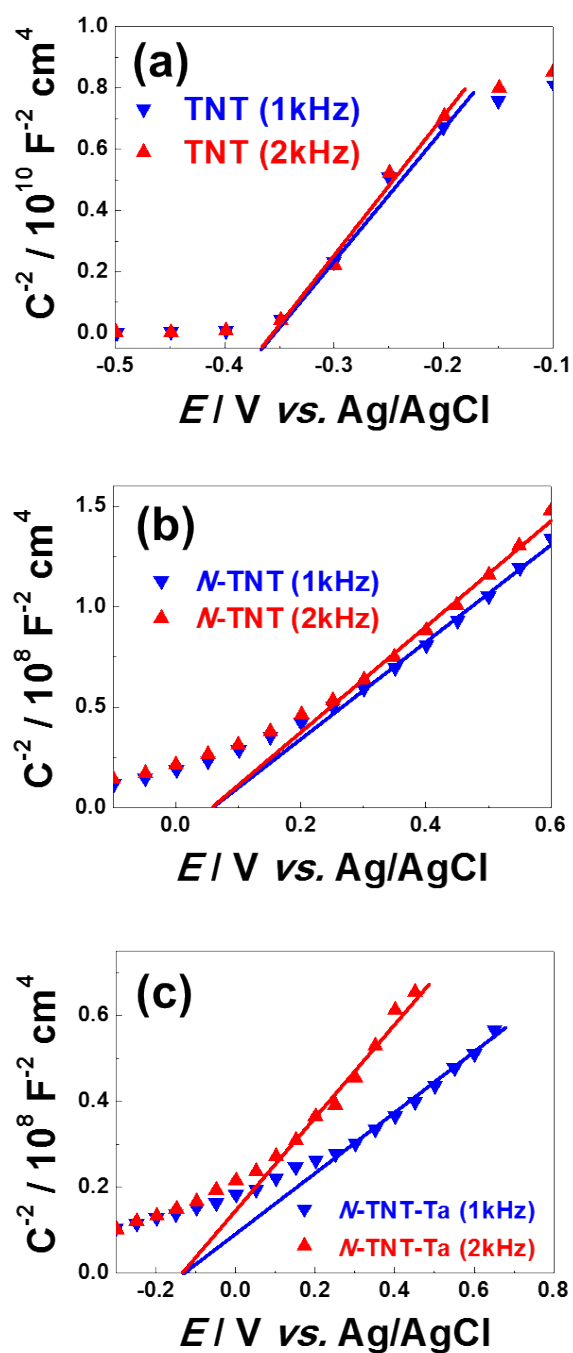 (a)
TNT (1kHz)
TNT (2kHz)
C⁻² / 10¹⁰ F⁻² cm⁴
1.0
0.8
0.6
0.4
0.2
0.0
-0.5 -0.4 -0.3 -0.2 -0.1
E / V vs. Ag/AgCl
(b)
N-TNT (1kHz)
N-TNT (2kHz)
C⁻² / 10⁸ F⁻² cm⁴
1.5
1.0
0.5
0.0
0.0 0.2 0.4 0.6
E / V vs. Ag/AgCl
(c)
C⁻² / 10⁸ F⁻² cm⁴
0.6
0.4
0.2
0.0
N-TNT-Ta (1kHz)
N-TNT-Ta (2kHz)
-0.2 0.0 0.2 0.4 0.6 0.8
E / V vs. Ag/AgCl